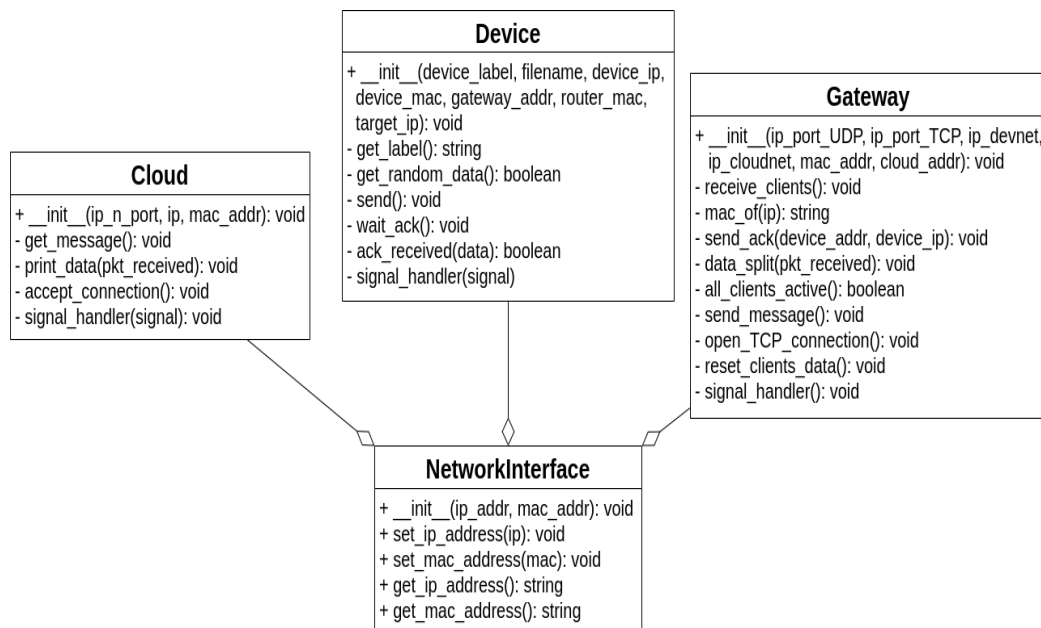 Device
+ __init__(device_label, filename, device_ip,
device_mac, gateway_addr, router_mac,
target_ip): void
- get_label(): string
- get_random_data(): boolean
- send(): void
- wait_ack(): void
- ack_received(data): boolean
- signal_handler(signal)
Gateway
+ __init__(ip_port_UDP, ip_port_TCP, ip_devnet,
ip_cloudnet, mac_addr, cloud_addr): void
- receive_clients(): void
- mac_of(ip): string
- send_ack(device_addr, device_ip): void
- data_split(pkt_received): void
- all_clients_active(): boolean
- send_message(): void
- open_TCP_connection(): void
- reset_clients_data(): void
- signal_handler(): void
Cloud
+ __init__(ip_n_port, ip, mac_addr): void
- get_message(): void
- print_data(pkt_received): void
- accept_connection(): void
- signal_handler(signal): void
NetworkInterface
+ __init__(ip_addr, mac_addr): void
+ set_ip_address(ip): void
+ set_mac_address(mac): void
+ get_ip_address(): string
+ get_mac_address(): string